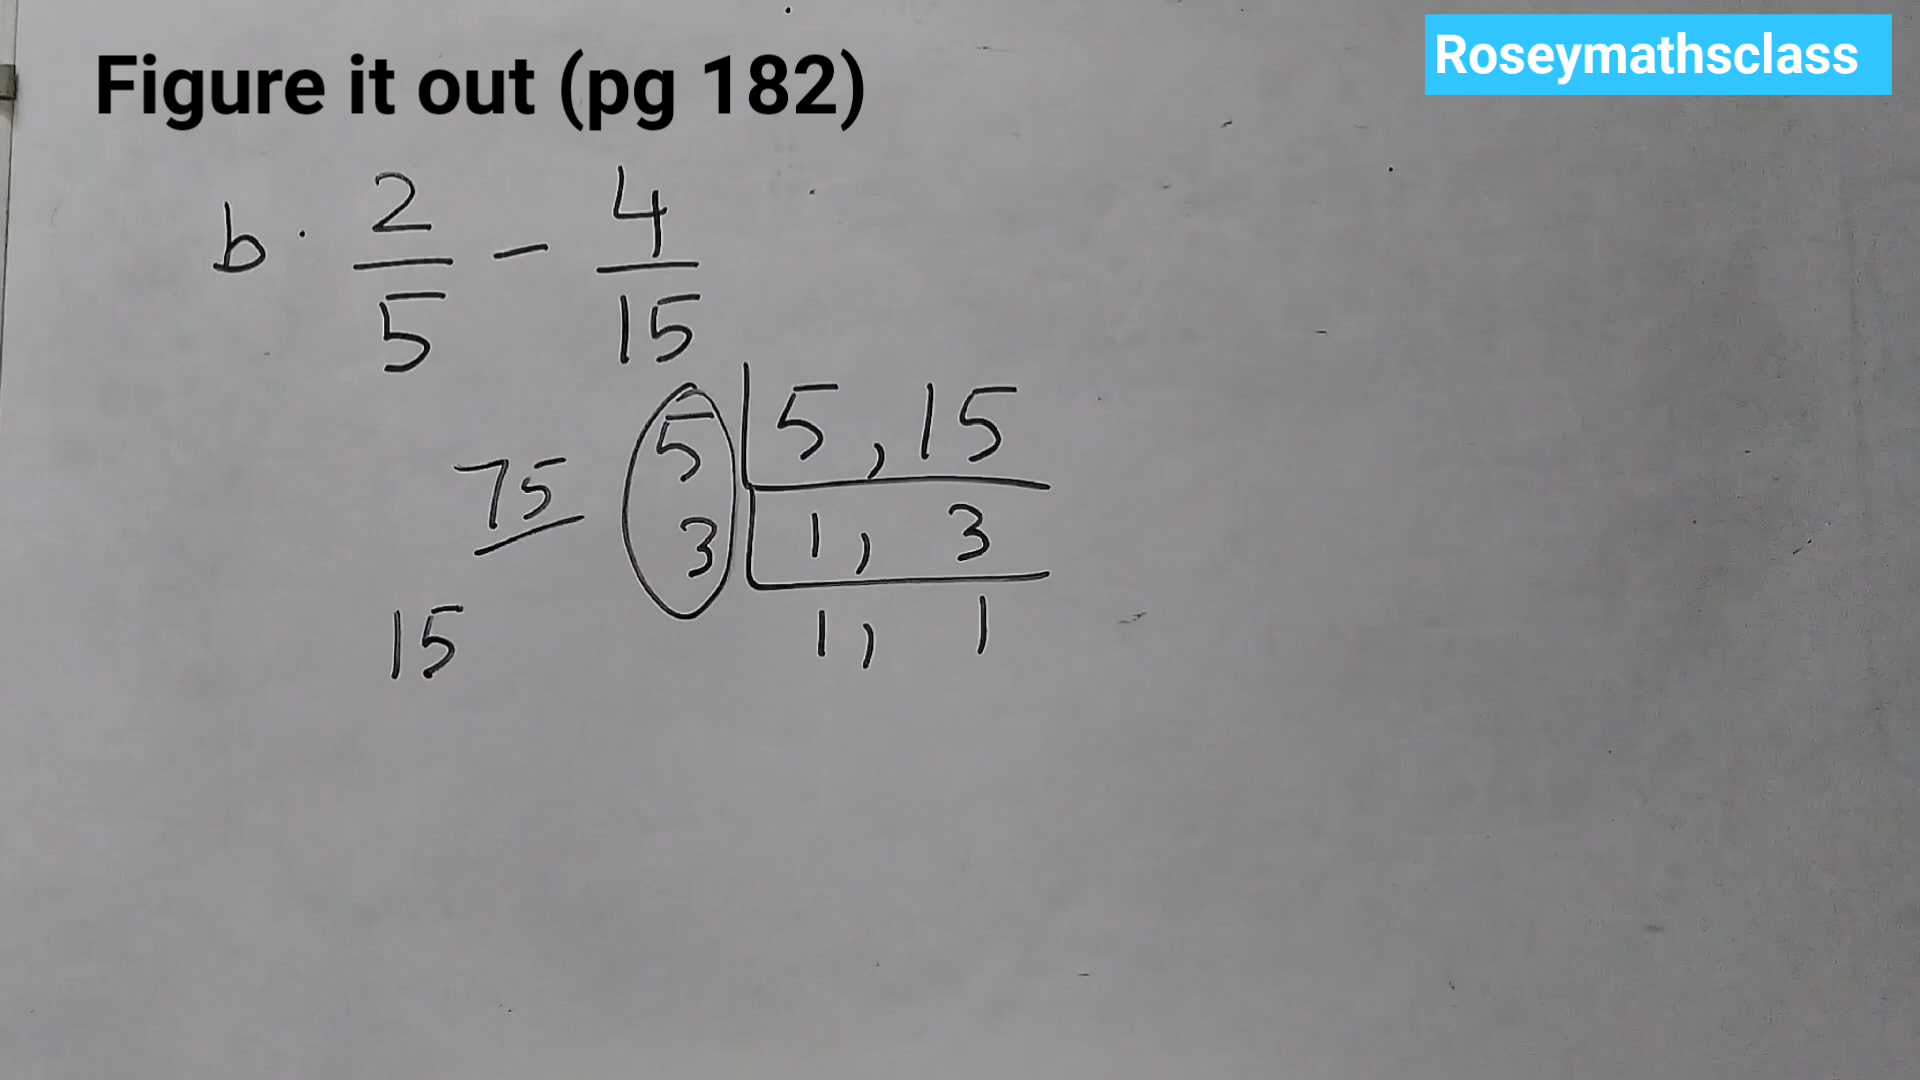 Figure it out (pg 182)
Roseymathsclass
b. 2/5 - 4/15
5 | 5, 15
75
3 | 1, 3
15
1, 1